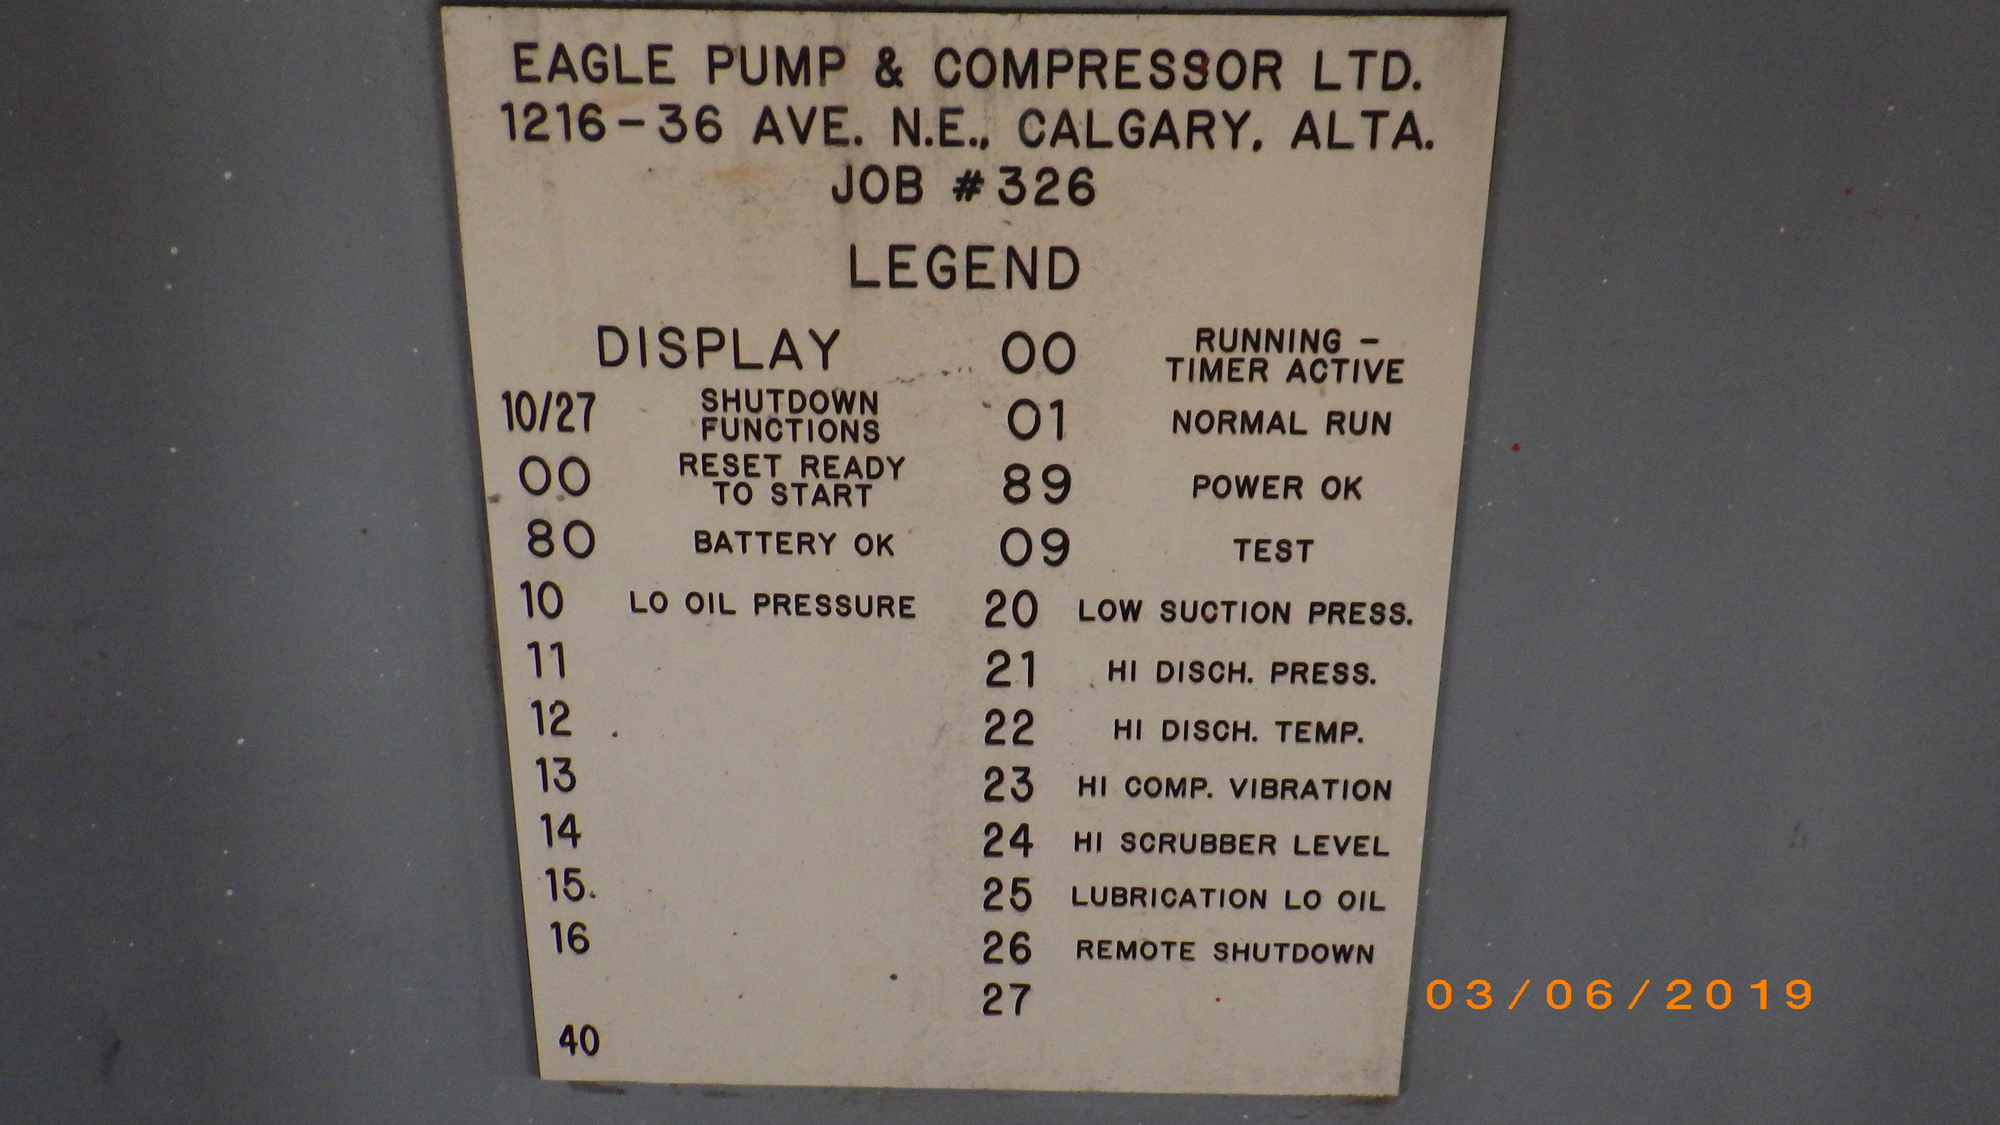 EAGLE PUMP & COMPRESSOR LTD.
1216-36 AVE. N.E., CALGARY, ALTA.
JOB #326
LEGEND
DISPLAY 00 RUNNING -
TIMER ACTIVE
10/27 SHUTDOWN
FUNCTIONS 01 NORMAL RUN
00 RESET READY
TO START 89 POWER OK
80 BATTERY OK 09 TEST
10 LO OIL PRESSURE 20 LOW SUCTION PRESS.
11 21 HI DISCH. PRESS.
12 22 HI DISCH. TEMP.
13 23 HI COMP. VIBRATION
14 24 HI SCRUBBER LEVEL
15. 25 LUBRICATION LO OIL
16 26 REMOTE SHUTDOWN
27
40
03/06/2019